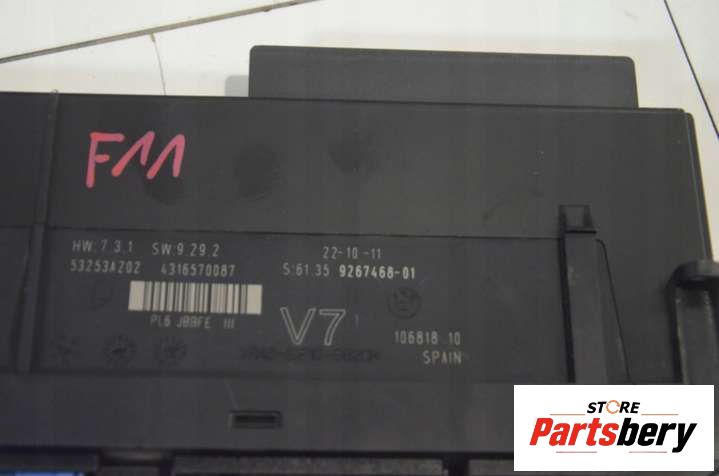 F11
HW:7.3.1 SW:9.29.2 22-10-11
53253AZ02 4316570087 S:61.35 9267468-01
PL6 JBBFE III
V7 1
106818.10
SPAIN
STORE
Partsbery